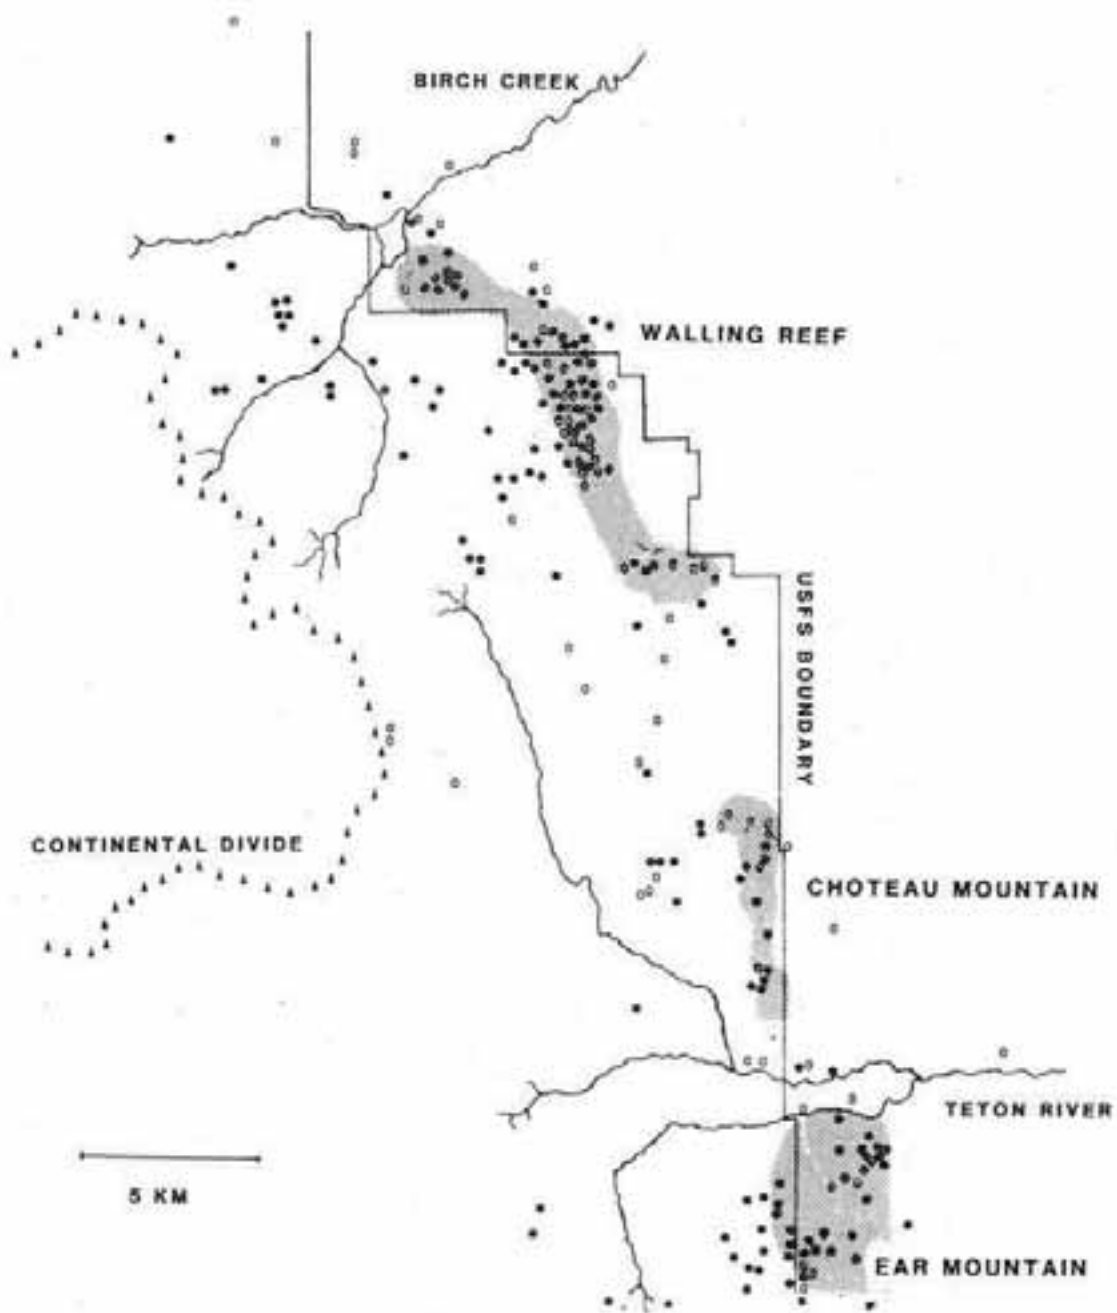 BIRCH CREEK
WALLING REEF
USFS BOUNDARY
CONTINENTAL DIVIDE
CHOTEAU MOUNTAIN
TETON RIVER
5 KM
EAR MOUNTAIN